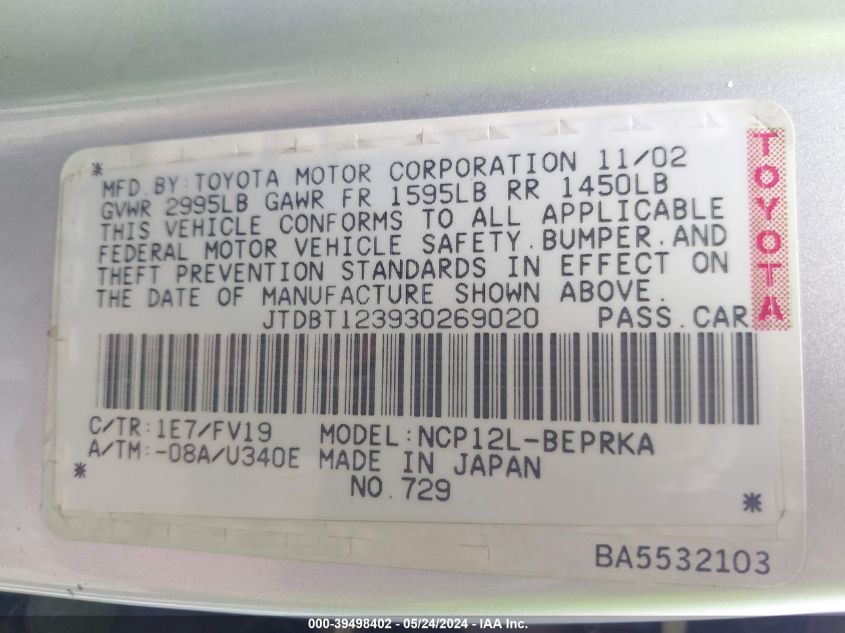 * MFD.BY:TOYOTA MOTOR CORPORATION 11/02
GVWR 2995LB GAWR FR 1595LB RR 1450LB
THIS VEHICLE CONFORMS TO ALL APPLICABLE
FEDERAL MOTOR VEHICLE SAFETY.BUMPER.AND
THEFT PREVENTION STANDARDS IN EFFECT ON
THE DATE OF MANUFACTURE SHOWN ABOVE.
JTDBT123930269020 PASS.CAR
TOYOTA
C/TR:1E7/FV19 MODEL:NCP12L-BEPRKA
A/TM:-08A/U340E MADE IN JAPAN
* NO.729 *
BA5532103
000-39498402 - 05/24/2024 - IAA Inc.